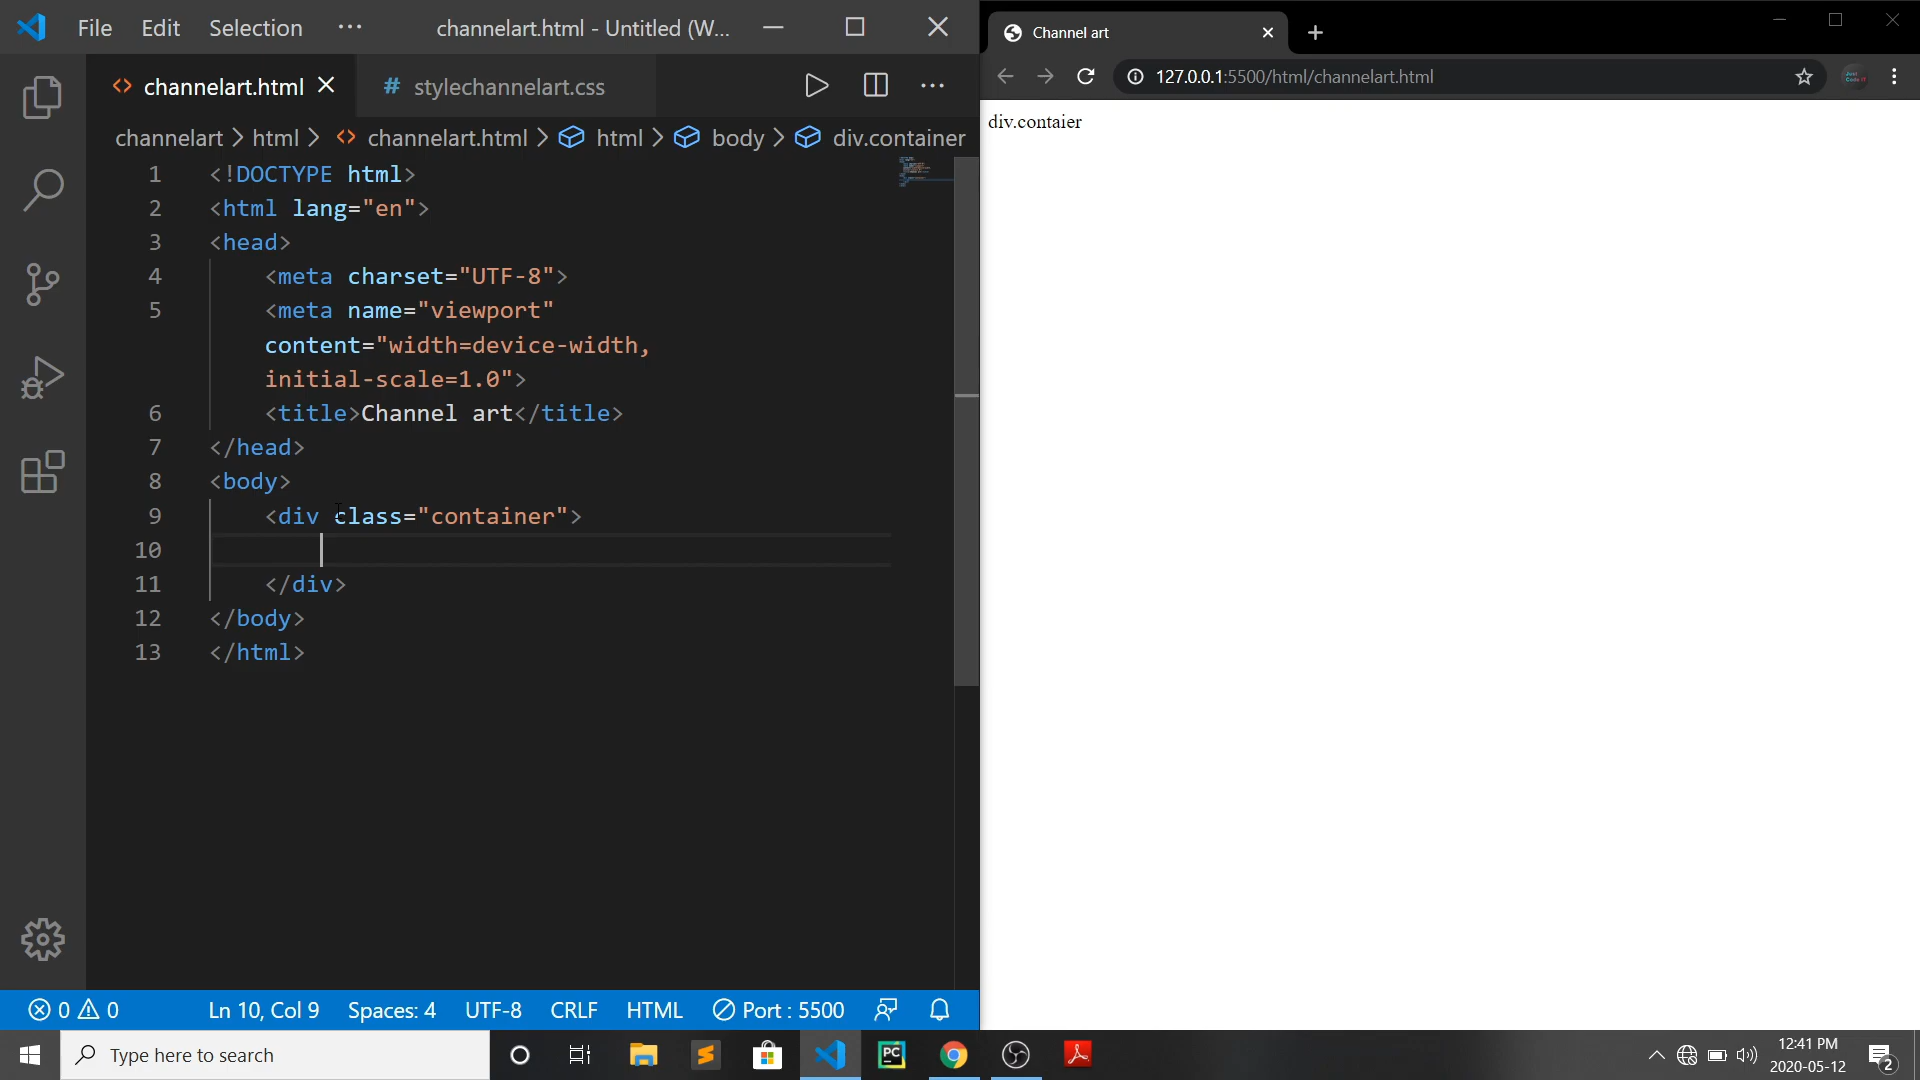 File Edit Selection ··· channelart.html - Untitled (W...
channelart.html stylechannelart.css
channelart > html > channelart.html > html > body > div.container
1 <!DOCTYPE html>
2 <html lang="en">
3 <head>
4 <meta charset="UTF-8">
5 <meta name="viewport"
content="width=device-width,
initial-scale=1.0">
6 <title>Channel art</title>
7 </head>
8 <body>
9 <div class="container">
10
11 </div>
12 </body>
13 </html>
0 0 Ln 10, Col 9 Spaces: 4 UTF-8 CRLF HTML Port : 5500
Channel art
127.0.0.1:5500/html/channelart.html
div.contaier
Type here to search
PC
12:41 PM
2020-05-12
2